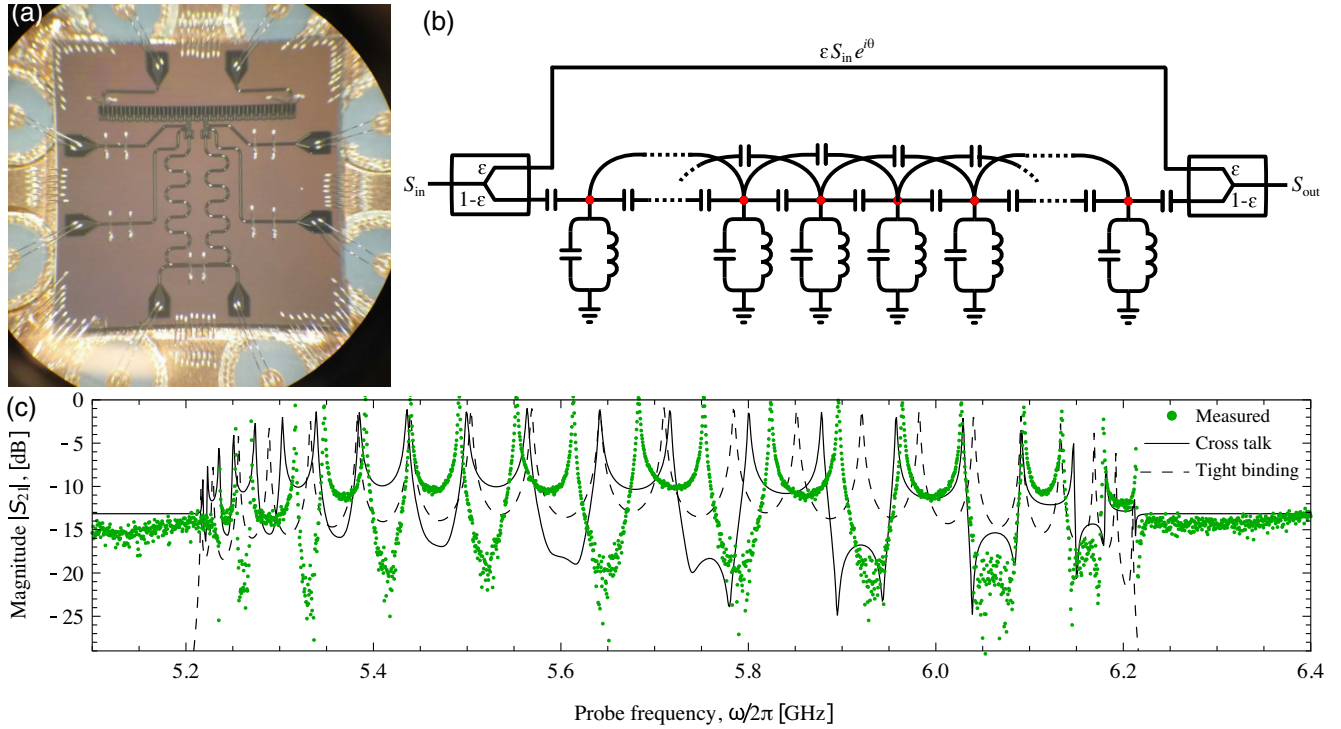 (a)
(b)
εS_in e^{iθ}
S_in
ε
1-ε
ε
1-ε
S_out
(c)
0
-5
-10
-15
-20
-25
Magnitude |S_21|, [dB]
Measured
Cross talk
Tight binding
5.2
5.4
5.6
5.8
6.0
6.2
6.4
Probe frequency, ω/2π [GHz]